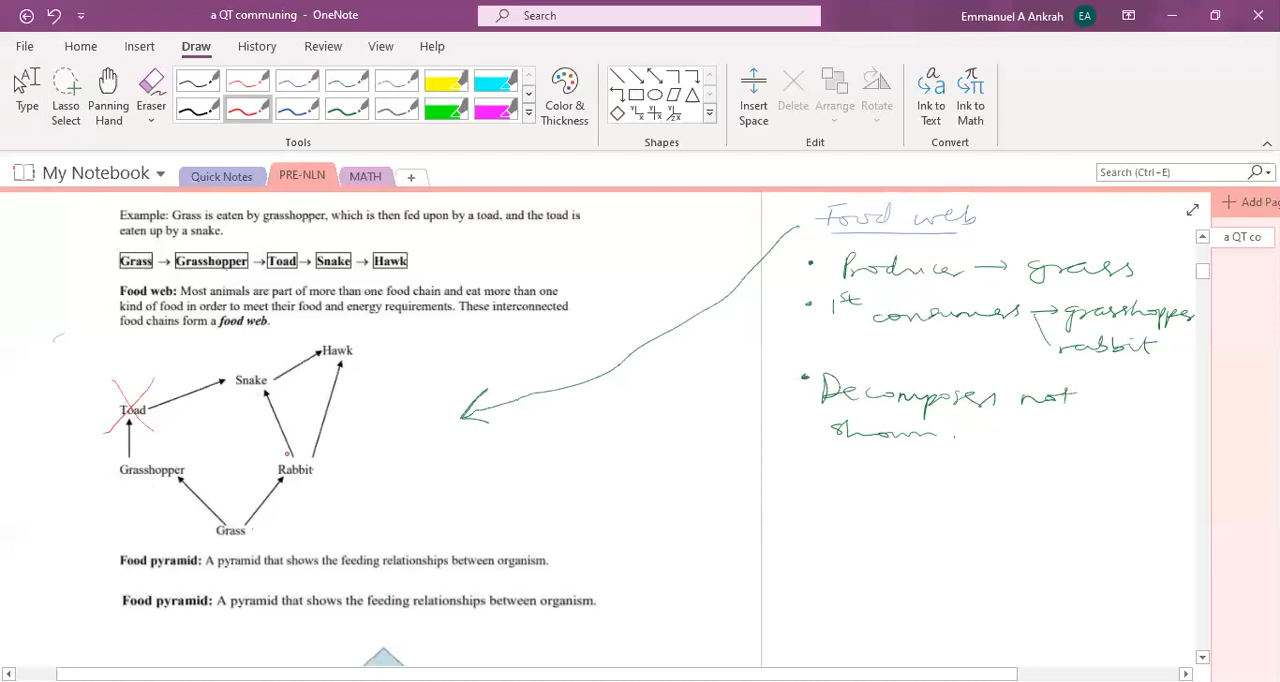 a QT communing - OneNote
Search
Emmanuel A Ankrah EA
File Home Insert Draw History Review View Help
Type
Lasso Select
Panning Hand
Eraser
Color & Thickness
Insert Space
Delete
Arrange
Rotate
Ink to Text
Ink to Math
Tools
Shapes
Edit
Convert
My Notebook
Quick Notes
PRE-NLN
MATH
Search (Ctrl+E)
Add Pag
a QT co
Example: Grass is eaten by grasshopper, which is then fed upon by a toad, and the toad is
eaten up by a snake.
Grass → Grasshopper → Toad → Snake → Hawk
Food web: Most animals are part of more than one food chain and eat more than one
kind of food in order to meet their food and energy requirements. These interconnected
food chains form a food web.
Hawk
Snake
Toad
Grasshopper
Rabbit
Grass
Food pyramid: A pyramid that shows the feeding relationships between organism.
Food pyramid: A pyramid that shows the feeding relationships between organism.
Food web
• Producer → grass
• 1st consumers → grasshopper
rabbit
• Decomposers not
shown.